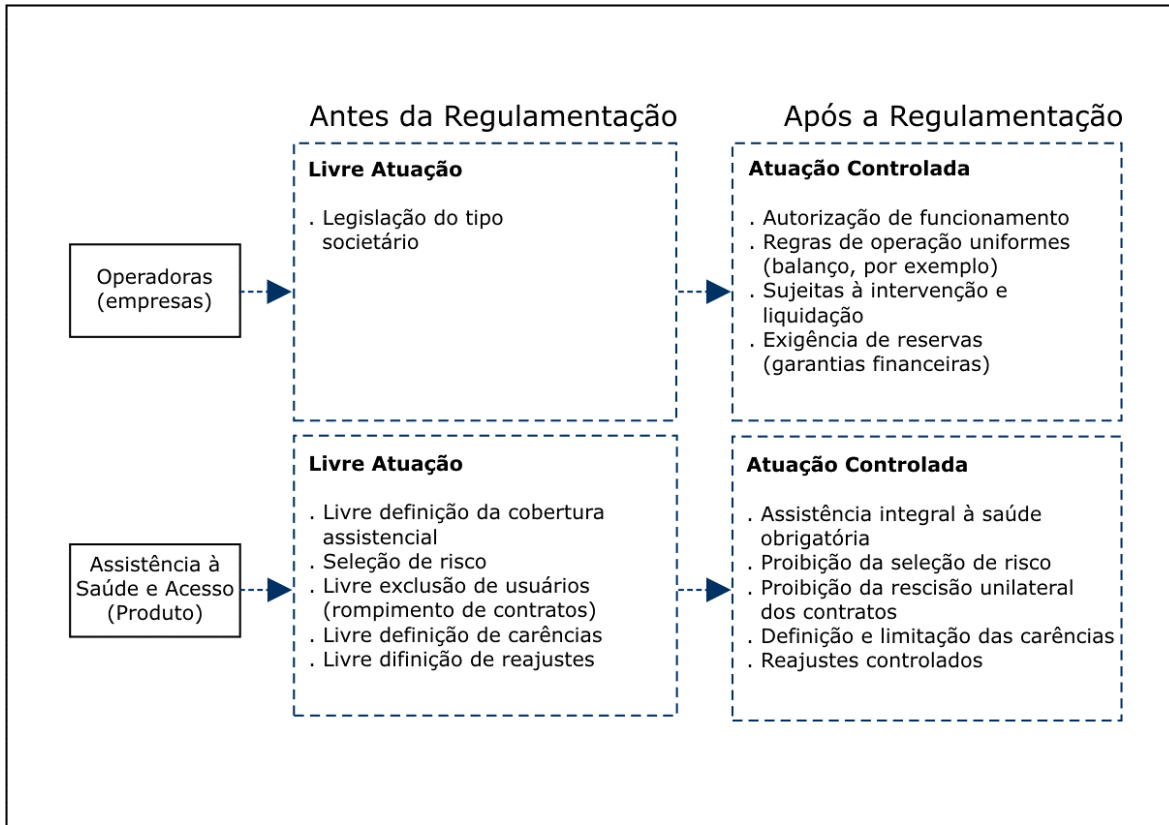 Antes da Regulamentação
Após a Regulamentação
Operadoras
(empresas)
Livre Atuação
. Legislação do tipo
societário
Atuação Controlada
. Autorização de funcionamento
. Regras de operação uniformes
(balanço, por exemplo)
. Sujeitas à intervenção e
liquidação
. Exigência de reservas
(garantias financeiras)
Assistência à
Saúde e Acesso
(Produto)
Livre Atuação
. Livre definição da cobertura
assistencial
. Seleção de risco
. Livre exclusão de usuários
(rompimento de contratos)
. Livre definição de carências
. Livre difinição de reajustes
Atuação Controlada
. Assistência integral à saúde
obrigatória
. Proibição da seleção de risco
. Proibição da rescisão unilateral
dos contratos
. Definição e limitação das carências
. Reajustes controlados